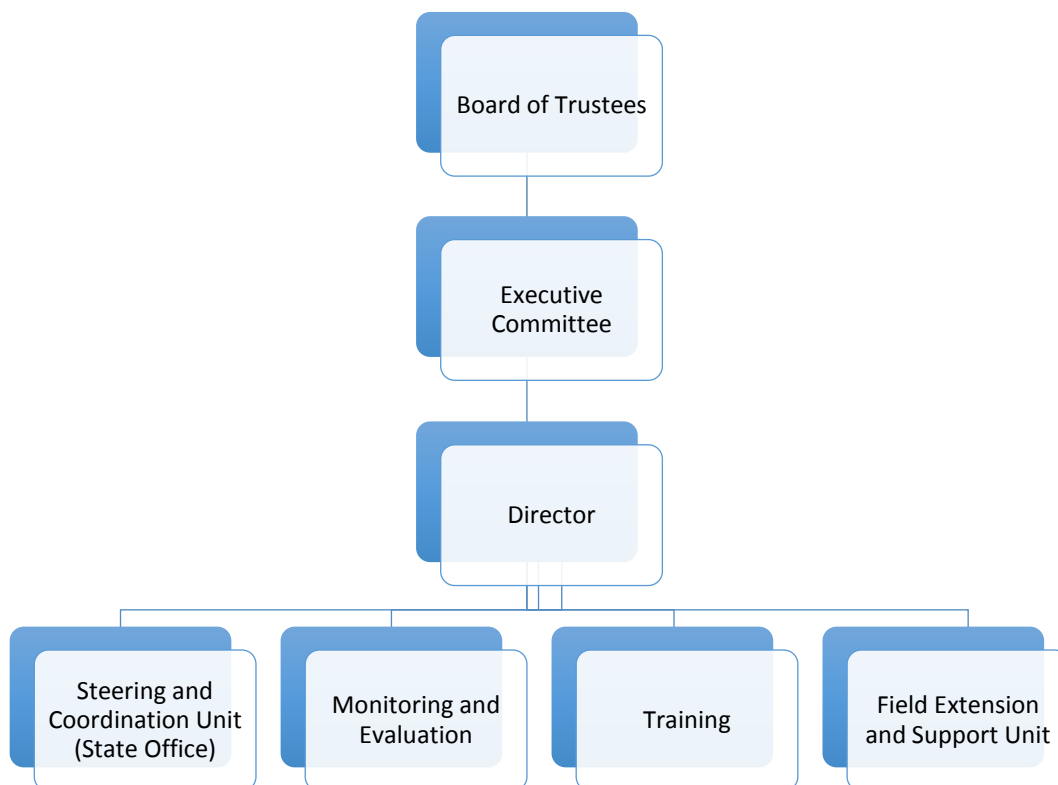 Board of Trustees
Executive
Committee
Director
Steering and
Coordination Unit
(State Office)
Monitoring and
Evaluation
Training
Field Extension
and Support Unit